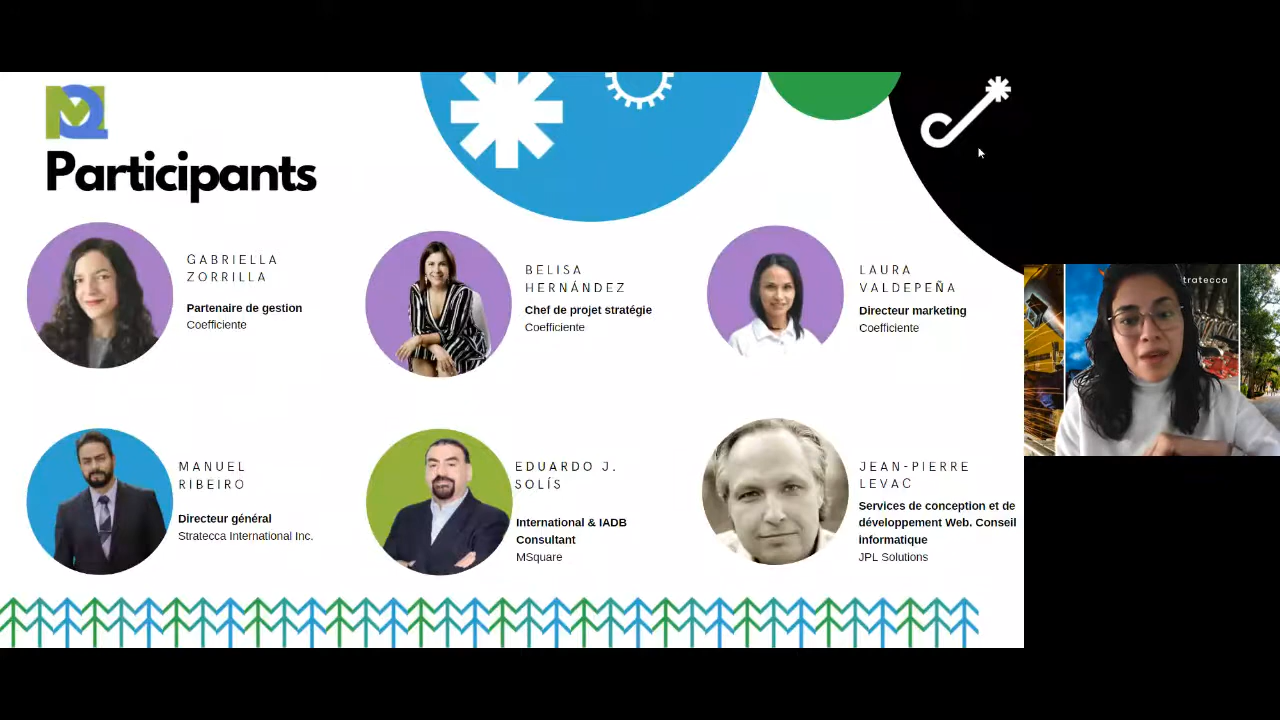 Participants
GABRIELLA
ZORRILLA
Partenaire de gestion
Coefficiente
BELISA
HERNÁNDEZ
Chef de projet stratégie
Coefficiente
LAURA
VALDEPEÑA
Directeur marketing
Coefficiente
tratecca
MANUEL
RIBEIRO
Directeur général
Stratecca International Inc.
EDUARDO J.
SOLÍS
International & IADB
Consultant
MSquare
JEAN-PIERRE
LEVAC
Services de conception et de
développement Web. Conseil
informatique
JPL Solutions